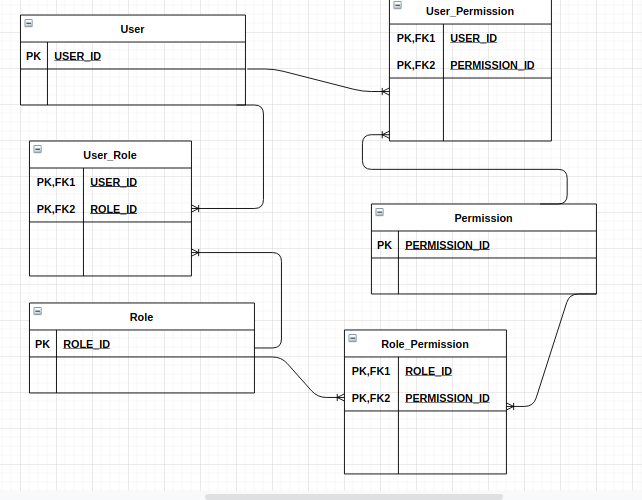 User
PK USER_ID
User_Permission
PK,FK1 USER_ID
PK,FK2 PERMISSION_ID
User_Role
PK,FK1 USER_ID
PK,FK2 ROLE_ID
Permission
PK PERMISSION_ID
Role
PK ROLE_ID
Role_Permission
PK,FK1 ROLE_ID
PK,FK2 PERMISSION_ID